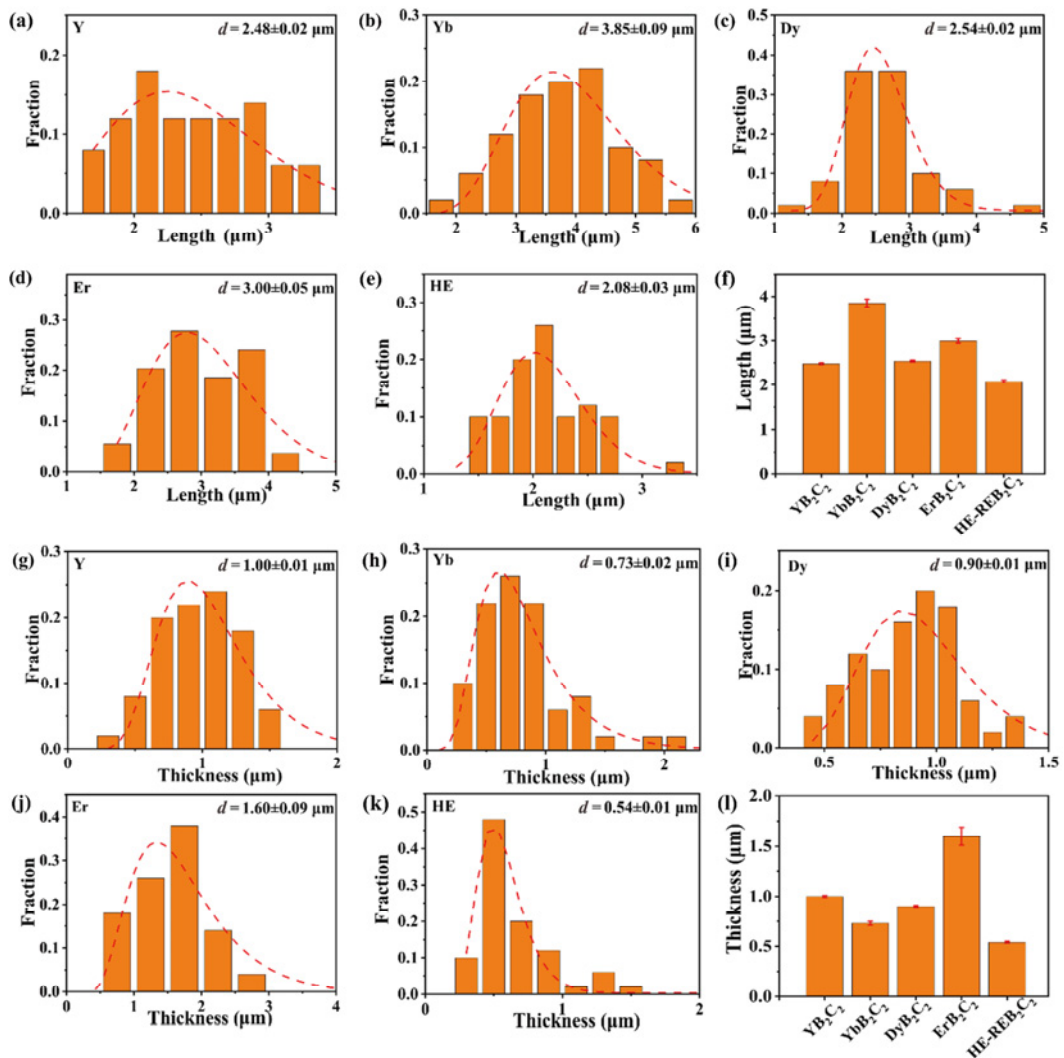 (a) Y d = 2.48±0.02 μm
0.2
0.1
0.0
Fraction
2 3
Length (μm)
(b) Yb d = 3.85±0.09 μm
0.3
0.2
0.1
0.0
Fraction
2 3 4 5 6
Length (μm)
(c) Dy d = 2.54±0.02 μm
0.5
0.4
0.3
0.2
0.1
0.0
Fraction
1 2 3 4 5
Length (μm)
(d) Er d = 3.00±0.05 μm
0.3
0.2
0.1
0.0
Fraction
1 2 3 4 5
Length (μm)
(e) HE d = 2.08±0.03 μm
0.3
0.2
0.1
0.0
Fraction
1 2 3
Length (μm)
(f)
4
3
2
1
0
Length (μm)
YB₂C₂ YbB₂C₂ DyB₂C₂ ErB₂C₂ HE-REB₂C₂
(g) Y d = 1.00±0.01 μm
0.3
0.2
0.1
0.0
Fraction
0 1 2
Thickness (μm)
(h) Yb d = 0.73±0.02 μm
0.3
0.2
0.1
0.0
Fraction
0 1 2
Thickness (μm)
(i) Dy d = 0.90±0.01 μm
0.2
0.1
0.0
Fraction
0.5 1.0 1.5
Thickness (μm)
(j) Er d = 1.60±0.09 μm
0.4
0.3
0.2
0.1
0.0
Fraction
0 1 2 3 4
Thickness (μm)
(k) HE d = 0.54±0.01 μm
0.5
0.4
0.3
0.2
0.1
0.0
Fraction
0 1 2
Thickness (μm)
(l)
2.0
1.5
1.0
0.5
0.0
Thickness (μm)
YB₂C₂ YbB₂C₂ DyB₂C₂ ErB₂C₂ HE-REB₂C₂